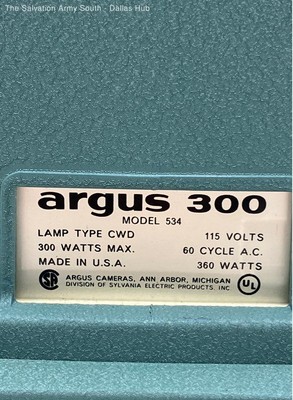 The Salvation Army South - Dallas Hub
argus 300
MODEL 534
LAMP TYPE CWD 115 VOLTS
300 WATTS MAX. 60 CYCLE A.C.
MADE IN U.S.A. 360 WATTS
SA ARGUS CAMERAS, ANN ARBOR, MICHIGAN UL
DIVISION OF SYLVANIA ELECTRIC PRODUCTS, INC